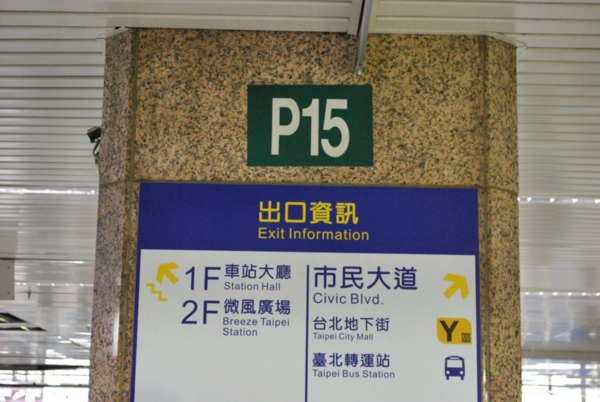 P15
出口資訊
Exit Information
1F 車站大廳
Station Hall
2F 微風廣場
Breeze Taipei
Station
市民大道
Civic Blvd.
台北地下街
Taipei City Mall
Y區
臺北轉運站
Taipei Bus Station